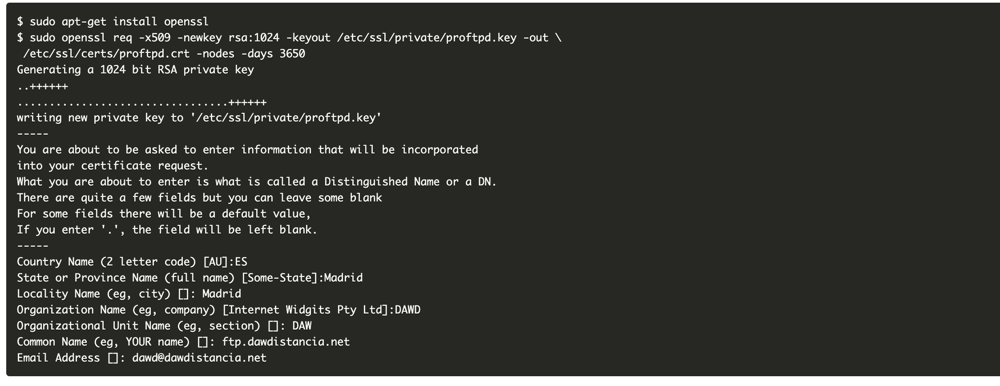 $ sudo apt-get install openssl
$ sudo openssl req -x509 -newkey rsa:1024 -keyout /etc/ssl/private/proftpd.key -out \
 /etc/ssl/certs/proftpd.crt -nodes -days 3650
Generating a 1024 bit RSA private key
..++++++
.................................++++++
writing new private key to '/etc/ssl/private/proftpd.key'
-----
You are about to be asked to enter information that will be incorporated
into your certificate request.
What you are about to enter is what is called a Distinguished Name or a DN.
There are quite a few fields but you can leave some blank
For some fields there will be a default value,
If you enter '.', the field will be left blank.
-----
Country Name (2 letter code) [AU]:ES
State or Province Name (full name) [Some-State]:Madrid
Locality Name (eg, city) []: Madrid
Organization Name (eg, company) [Internet Widgits Pty Ltd]:DAWD
Organizational Unit Name (eg, section) []: DAW
Common Name (eg, YOUR name) []: ftp.dawdistancia.net
Email Address []: dawd@dawdistancia.net